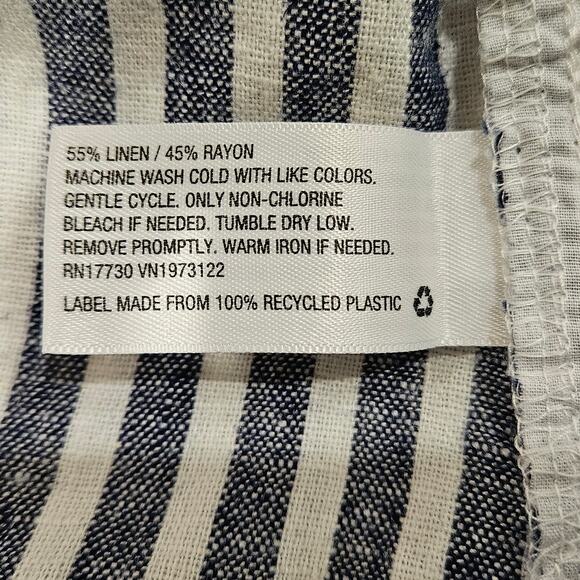 55% LINEN / 45% RAYON
MACHINE WASH COLD WITH LIKE COLORS.
GENTLE CYCLE. ONLY NON-CHLORINE
BLEACH IF NEEDED. TUMBLE DRY LOW.
REMOVE PROMPTLY. WARM IRON IF NEEDED.
RN17730 VN1973122
LABEL MADE FROM 100% RECYCLED PLASTIC